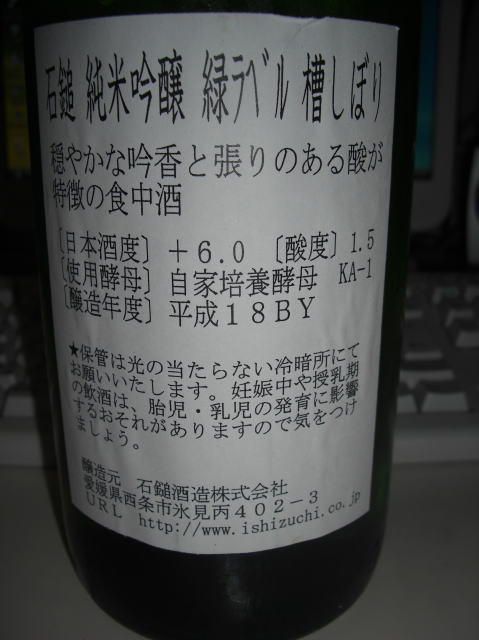 石鎚 純米吟醸 緑ラベル 槽しぼり
穏やかな吟香と張りのある酸が
特徴の食中酒
［日本酒度］＋6.0 ［酸度］1.5
［使用酵母］自家培養酵母 KA-1
［醸造年度］平成１８ＢＹ
★保管は光の当たらない冷暗所にて
お願いいたします。妊娠中や授乳期
の飲酒は、胎児・乳児の発育に影響
するおそれがありますので気をつけ
ましょう。
醸造元 石鎚酒造株式会社
愛媛県西条市氷見丙４０２－３
ＵＲＬ http://www.ishizuchi.co.jp